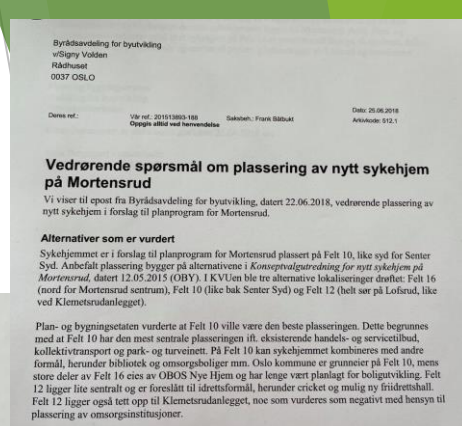 Byrådsavdeling for byutvikling
v/Signy Volden
Rådhuset
0037 OSLO
Deres ref.: Vår ref.: 201513893-188 Saksbeh.: Frank Båtbukt Dato: 25.06.2018
Oppgis alltid ved henvendelse Arkivkode: 512.1
Vedrørende spørsmål om plassering av nytt sykehjem
på Mortensrud
Vi viser til epost fra Byrådsavdeling for byutvikling, datert 22.06.2018, vedrørende plassering av
nytt sykehjem i forslag til planprogram for Mortensrud.
Alternativer som er vurdert
Sykehjemmet er i forslag til planprogram for Mortensrud plassert på Felt 10, like syd for Senter
Syd. Anbefalt plassering bygger på alternativene i Konseptvalgutredning for nytt sykehjem på
Mortensrud, datert 12.05.2015 (OBY). I KVUen ble tre alternative lokaliseringer drøftet: Felt 16
(nord for Mortensrud sentrum), Felt 10 (like bak Senter Syd) og Felt 12 (helt sør på Lofsrud, like
ved Klemetsrudanlegget).
Plan- og bygningsetaten vurderte at Felt 10 ville være den beste plasseringen. Dette begrunnes
med at Felt 10 har den mest sentrale plasseringen ift. eksisterende handels- og servicetilbud,
kollektivtransport og park- og turveinett. På Felt 10 kan sykehjemmet kombineres med andre
formål, herunder bibliotek og omsorgsboliger mm. Oslo kommune er grunneier på Felt 10, mens
store deler av Felt 16 eies av OBOS Nye Hjem og har lenge vært planlagt for boligutvikling. Felt
12 ligger lite sentralt og er foreslått til idrettsformål, herunder cricket og mulig ny friidrettshall.
Felt 12 ligger også tett opp til Klemetsrudanlegget, noe som vurderes som negativt med hensyn til
plassering av omsorgsinstitusjoner.